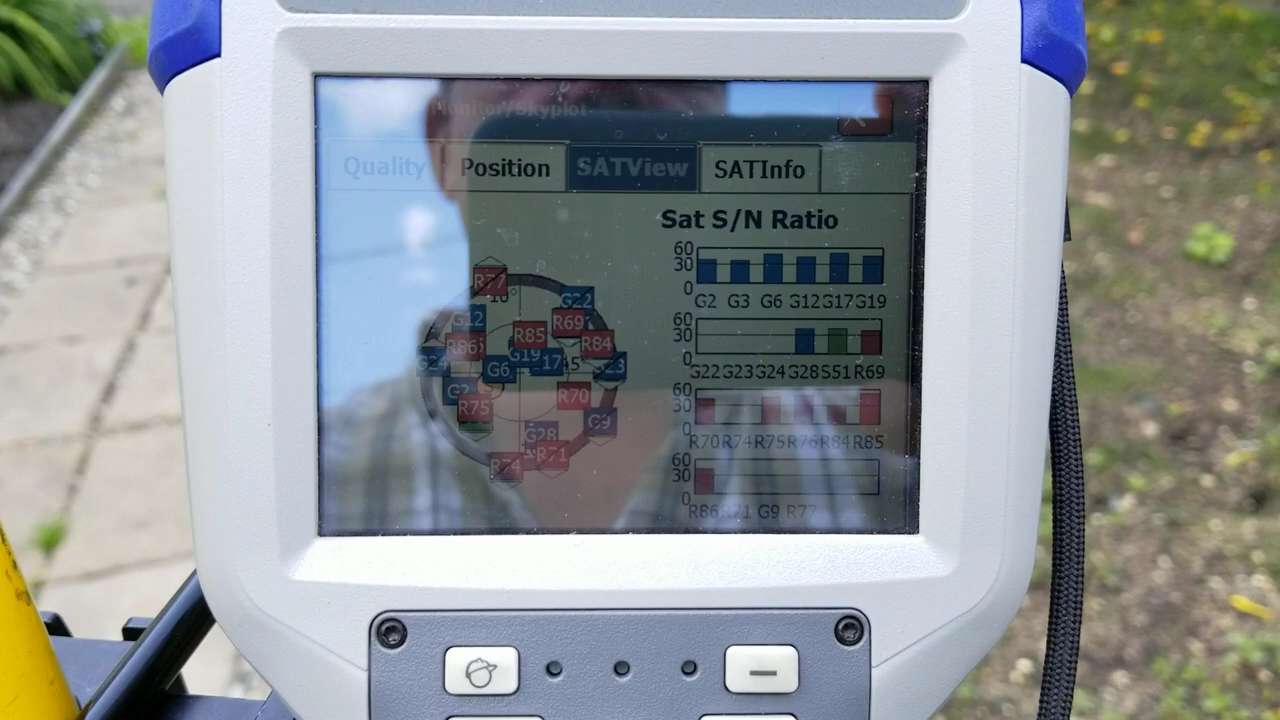 Monitor/Skyplot
Quality Position SATView SATInfo
Sat S/N Ratio
60
30
0
G2 G3 G6 G12 G17 G19
60
30
0
G22 G23 G24 G28 S51 R69
60
30
0
R70 R74 R75 R76 R84 R85
60
30
0
R86 R71 G9 R77
R77
10°
G22
G12
R69
R85
R84
R86
G19
G24
G6
17
45°
G2
R70
R75
G9
G28
R71
R74